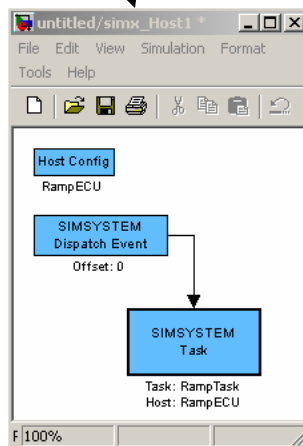 untitled/simx_Host1 *
File Edit View Simulation Format
Tools Help
Host Config
RampECU
SIMSYSTEM
Dispatch Event
Offset: 0
SIMSYSTEM
Task
Task: RampTask
Host: RampECU
F 100%